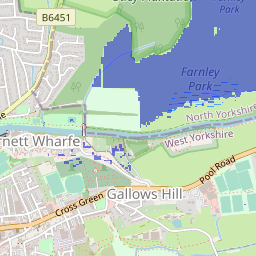 Park
B6451
Farnley
Park
North Yorkshire
West Yorkshire
nett Wharfe
Pool Road
Gallows Hill
Cross Green